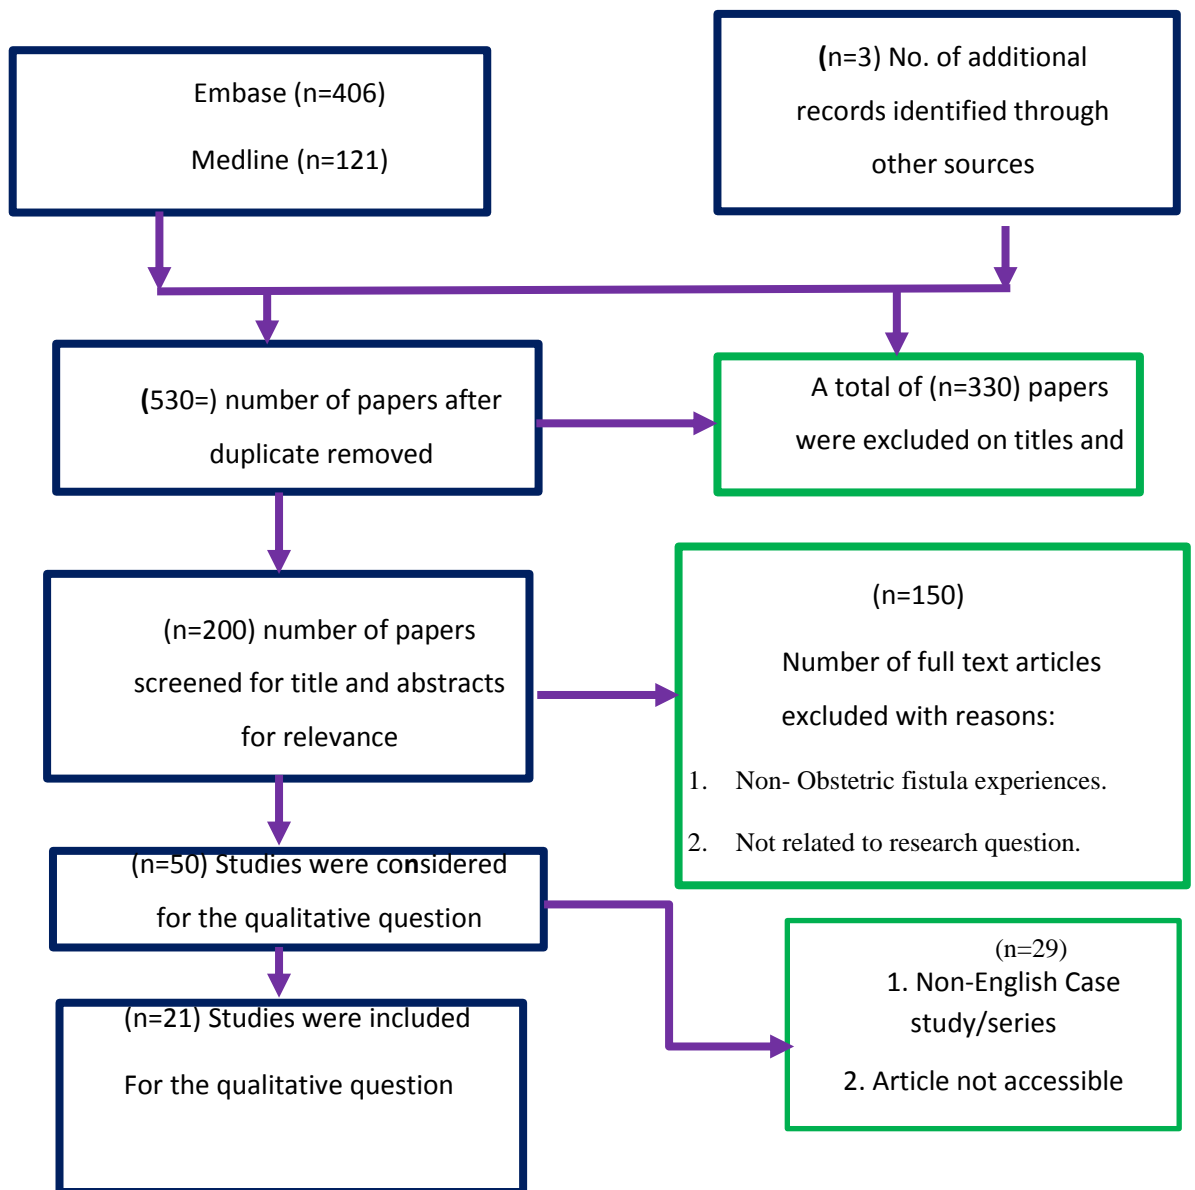 Embase (n=406)
Medline (n=121)
(n=3) No. of additional
records identified through
other sources
(530=) number of papers after
duplicate removed
A total of (n=330) papers
were excluded on titles and
(n=200) number of papers
screened for title and abstracts
for relevance
(n=150)
Number of full text articles
excluded with reasons:
1. Non- Obstetric fistula experiences.
2. Not related to research question.
(n=50) Studies were considered
for the qualitative question
(n=29)
1. Non-English Case
study/series
2. Article not accessible
(n=21) Studies were included
For the qualitative question